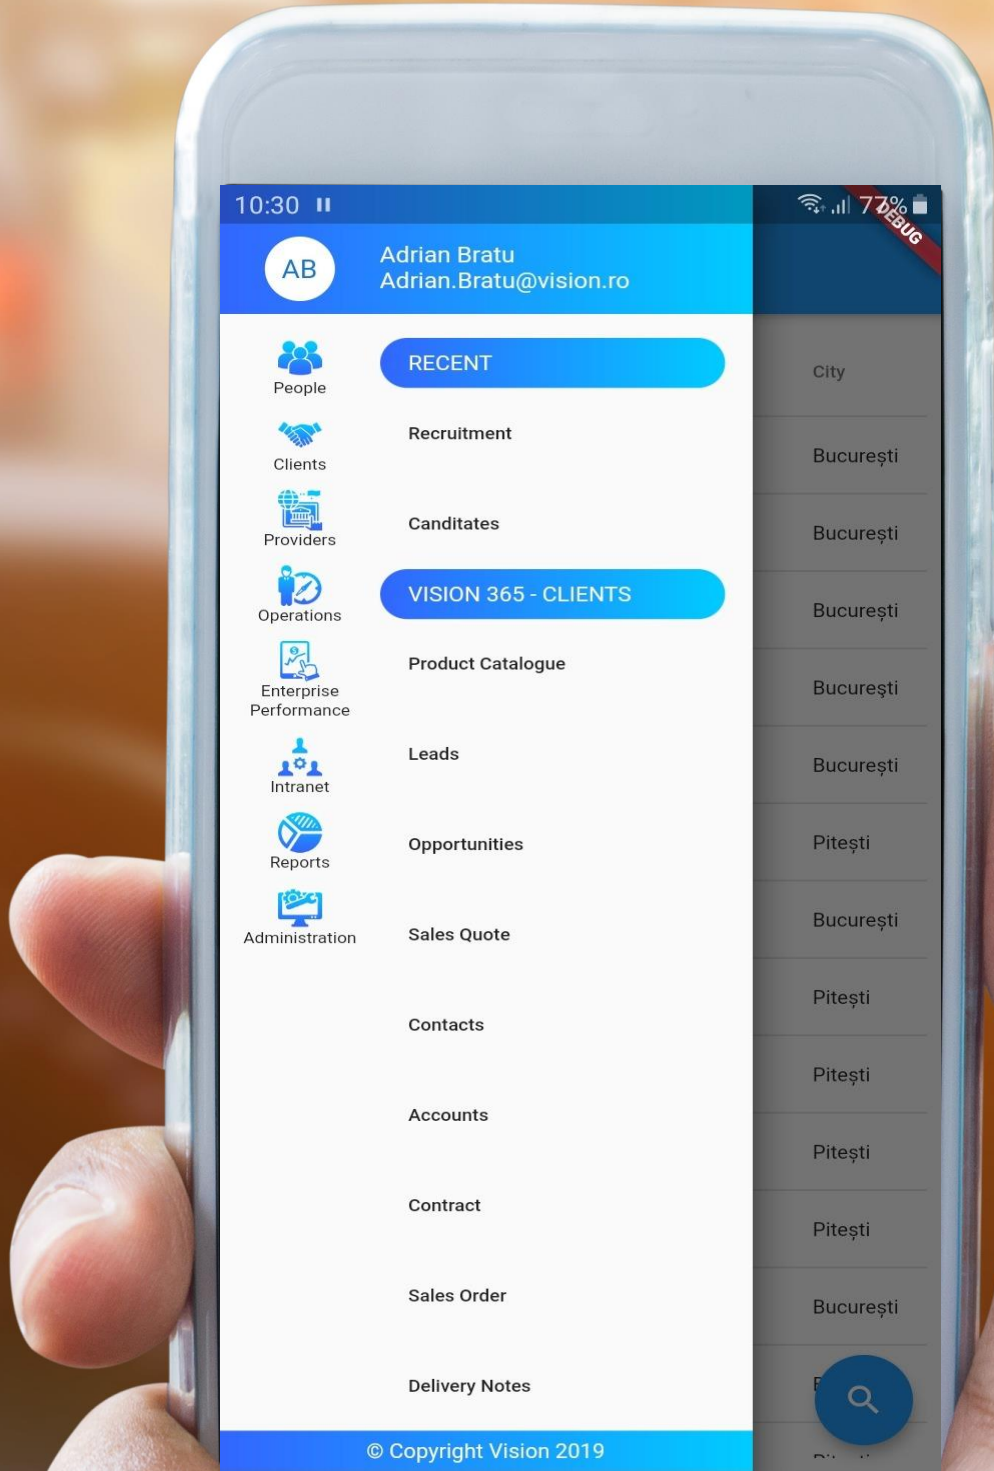 10:30
77%
DEBUG
AB
Adrian Bratu
Adrian.Bratu@vision.ro
People
Clients
Providers
Operations
Enterprise
Performance
Intranet
Reports
Administration
RECENT
Recruitment
Canditates
VISION 365 - CLIENTS
Product Catalogue
Leads
Opportunities
Sales Quote
Contacts
Accounts
Contract
Sales Order
Delivery Notes
City
București
București
București
București
București
Pitești
București
Pitești
Pitești
Pitești
Pitești
București
© Copyright Vision 2019